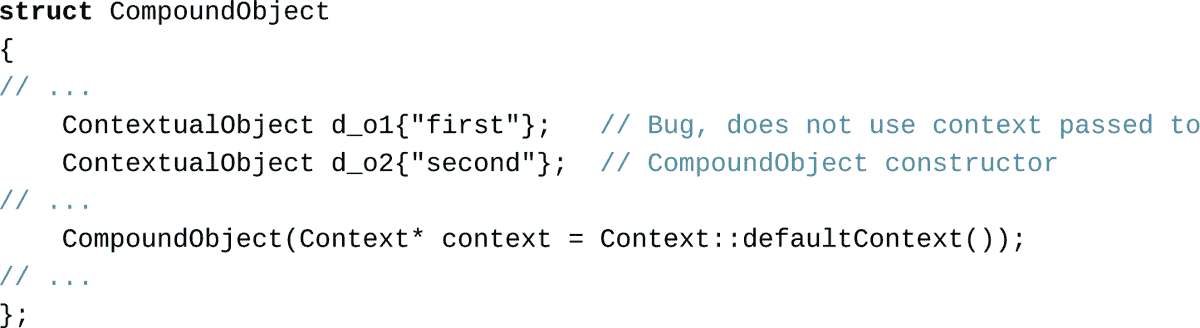 struct CompoundObject
{
// ...
    ContextualObject d_o1{"first"};   // Bug, does not use context passed to
    ContextualObject d_o2{"second"};  // CompoundObject constructor
// ...
    CompoundObject(Context* context = Context::defaultContext());
// ...
};